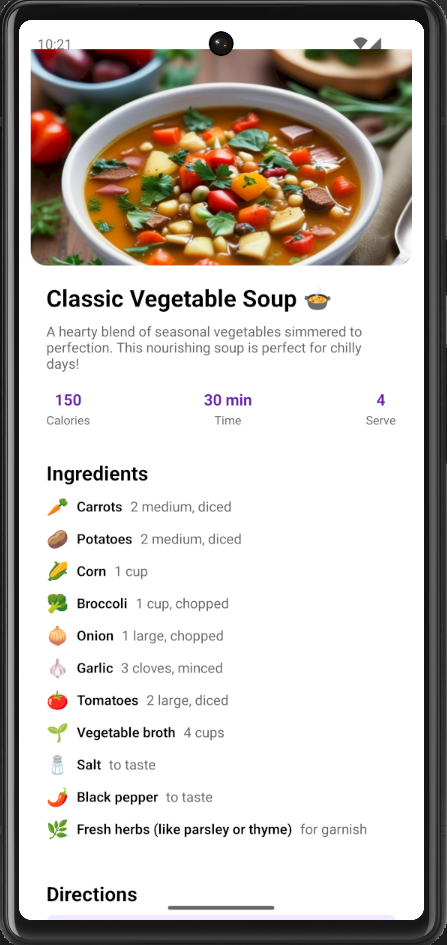 10:21
Classic Vegetable Soup 🍲
A hearty blend of seasonal vegetables simmered to
perfection. This nourishing soup is perfect for chilly
days!
150 30 min 4
Calories Time Serve
Ingredients
🥕 Carrots 2 medium, diced
🥔 Potatoes 2 medium, diced
🌽 Corn 1 cup
🥦 Broccoli 1 cup, chopped
🧅 Onion 1 large, chopped
🧄 Garlic 3 cloves, minced
🍅 Tomatoes 2 large, diced
🌱 Vegetable broth 4 cups
🧂 Salt to taste
🌶️ Black pepper to taste
🌿 Fresh herbs (like parsley or thyme) for garnish
Directions